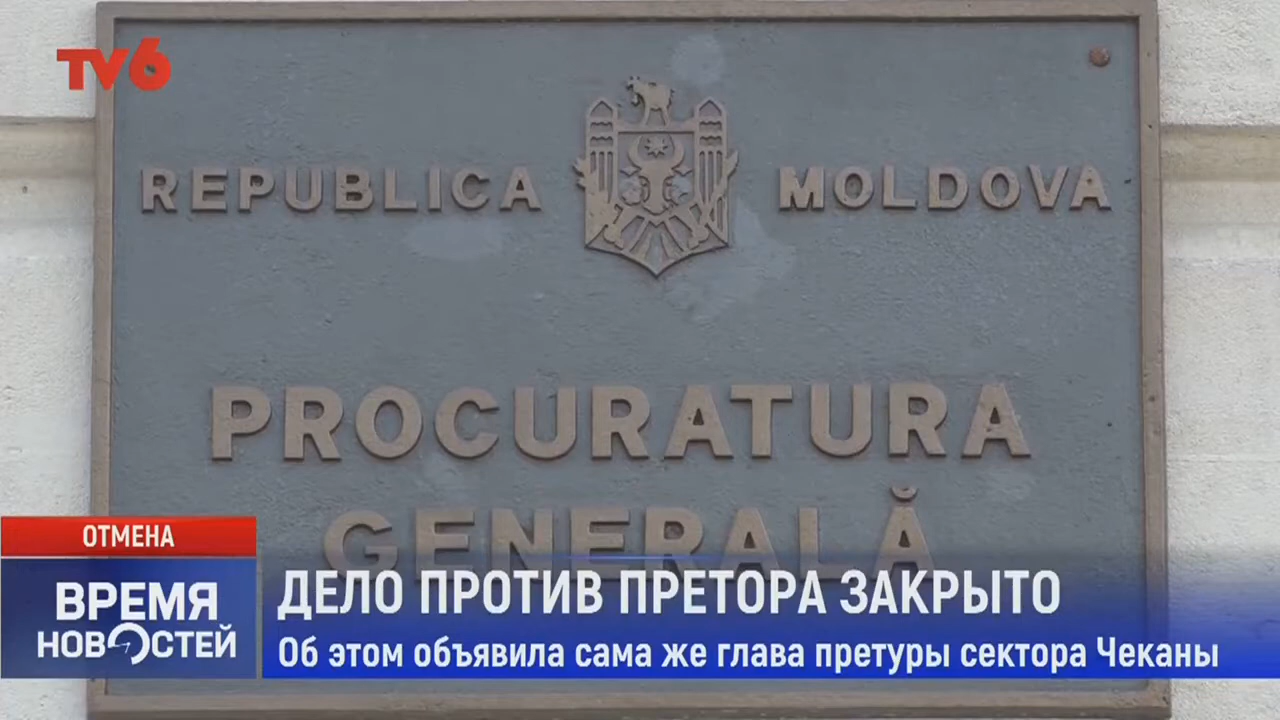 TV6
REPUBLICA MOLDOVA
PROCURATURA
GENERALĂ
ОТМЕНА
ВРЕМЯ
НОВОСТЕЙ
ДЕЛО ПРОТИВ ПРЕТОРА ЗАКРЫТО
Об этом объявила сама же глава претуры сектора Чеканы